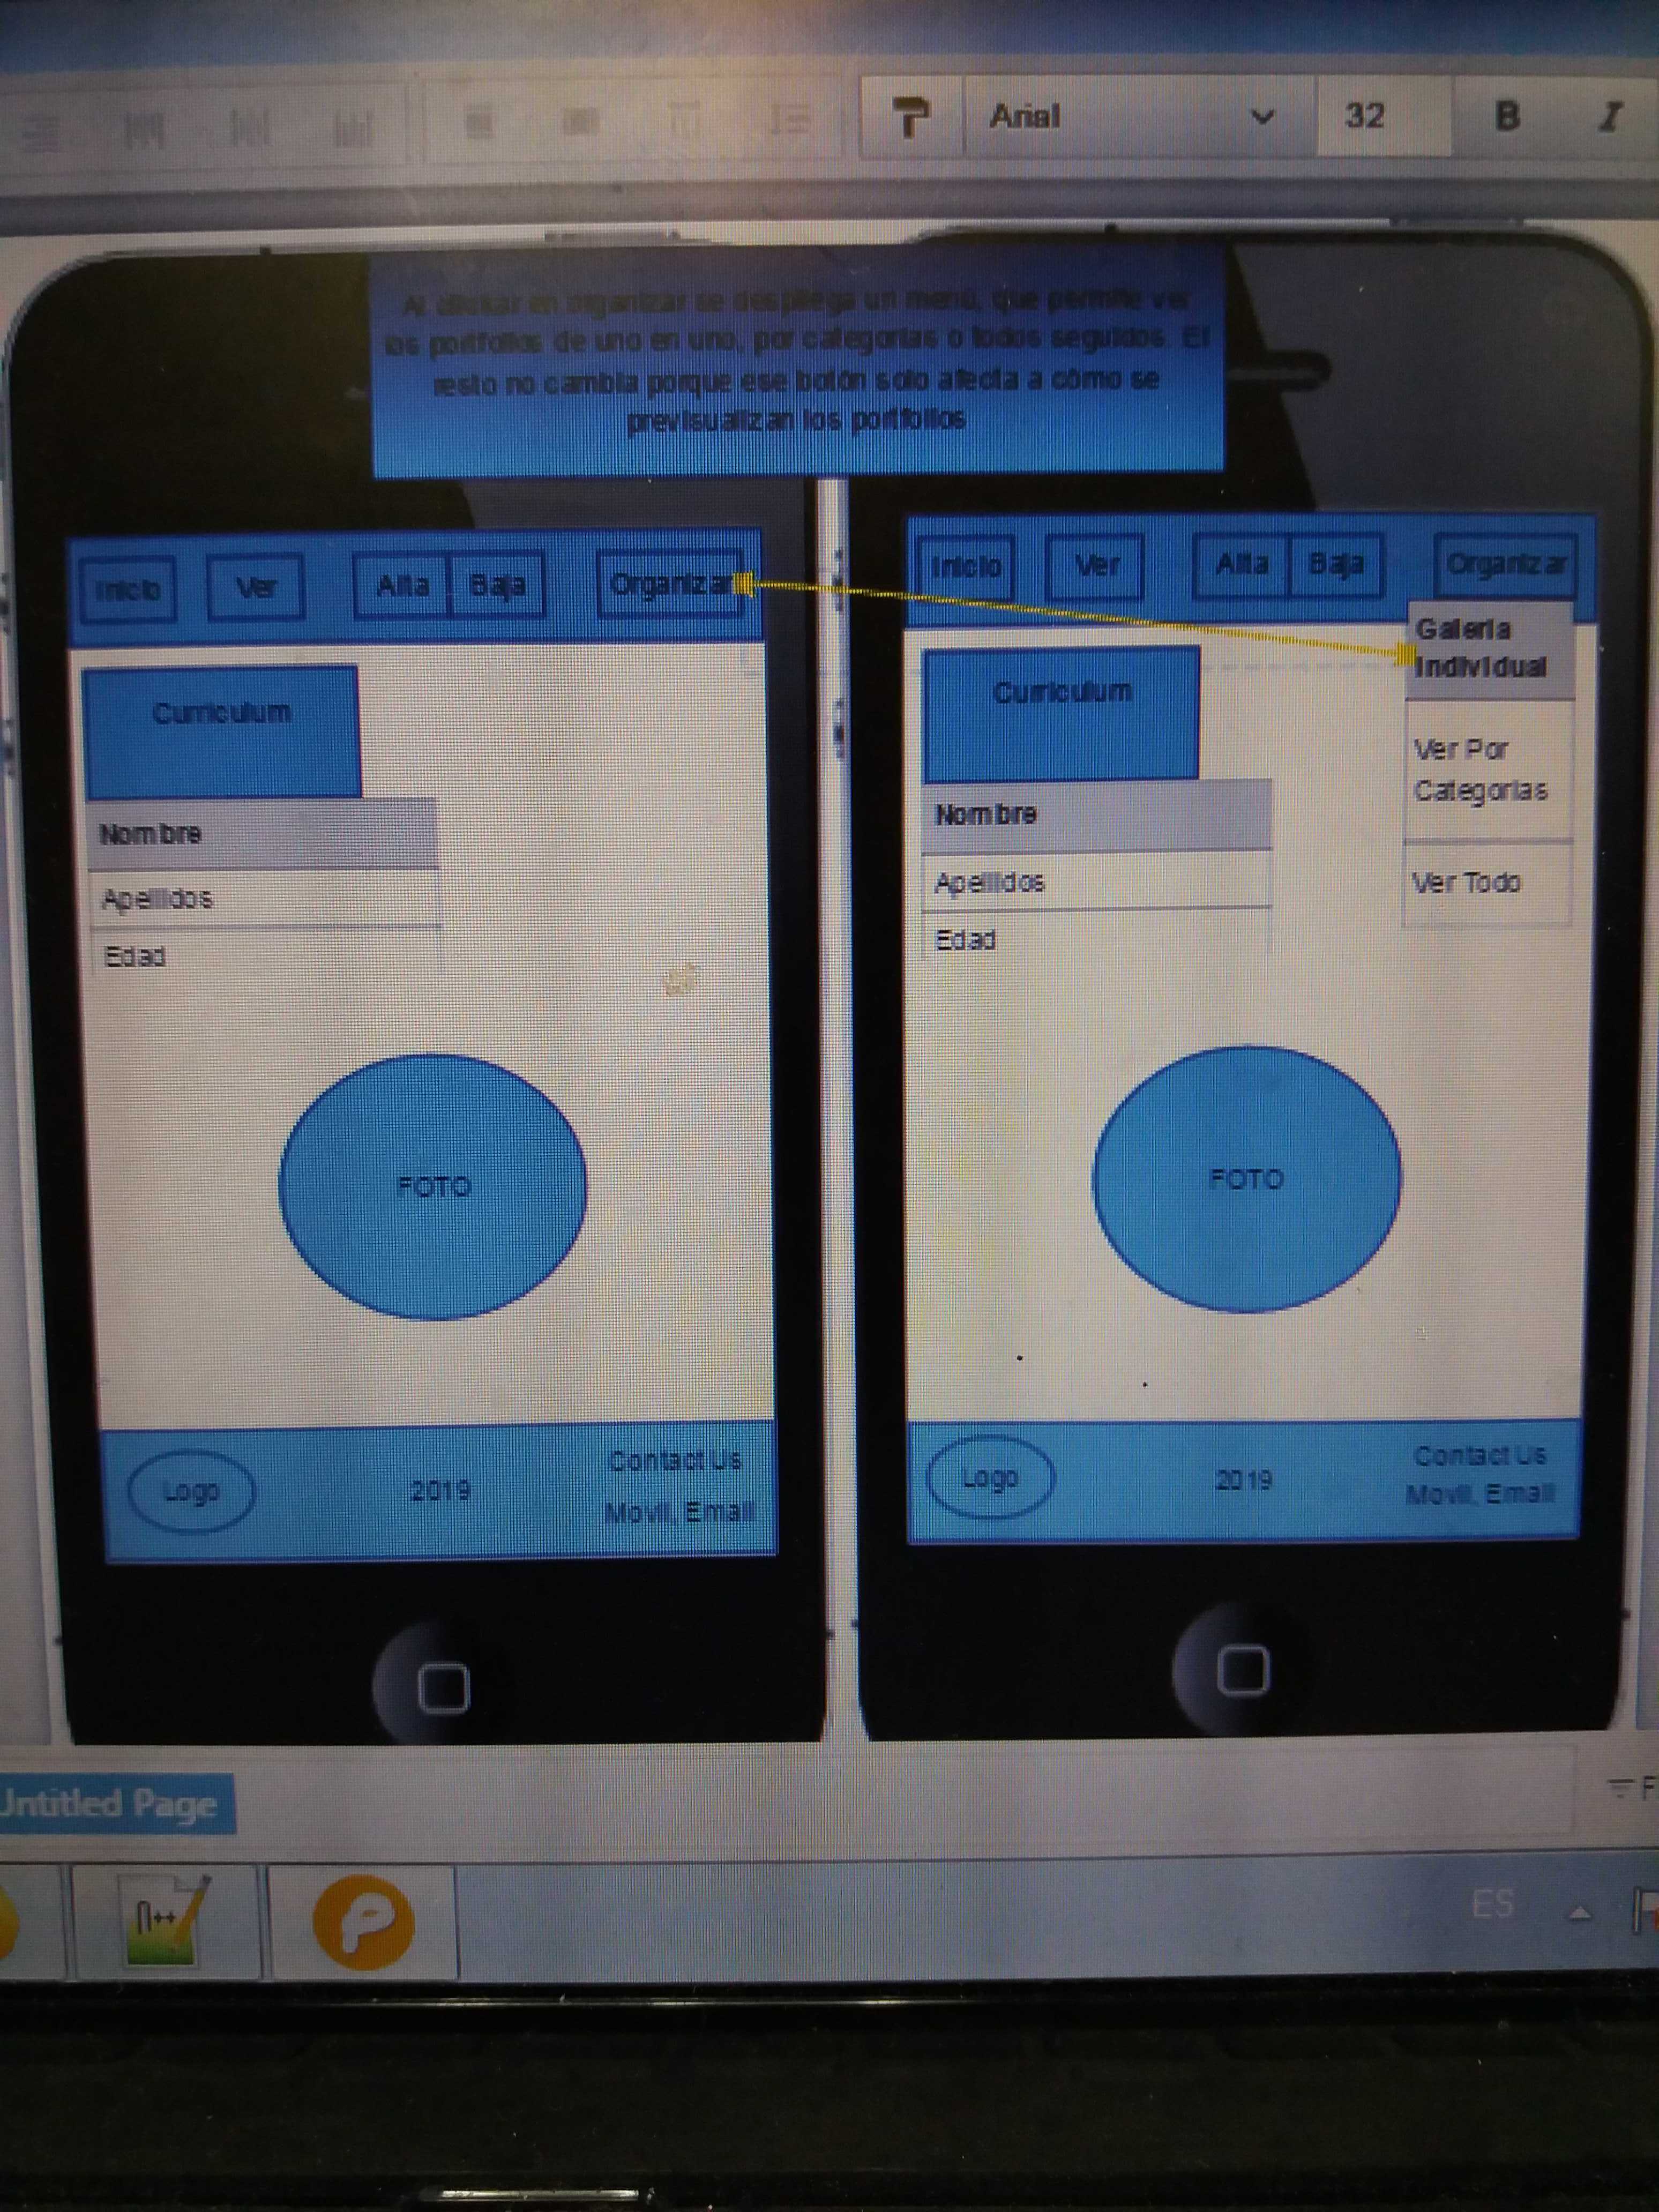 Arial
32
B
I
Al clickar en organizar se despliega un menú, que permite ver
los portfolios de uno en uno, por categorías o todos seguidos. El
resto no cambia porque ese botón solo afecta a cómo se
previsualizan los portfolios
Inicio
Ver
Alta
Baja
Organizar
Curriculum
Nombre
Apellidos
Edad
FOTO
Logo
2019
Contact Us
Movil, Email
Inicio
Ver
Alta
Baja
Organizar
Galeria
Individual
Ver Por
Categorias
Ver Todo
Curriculum
Nombre
Apellidos
Edad
FOTO
Logo
2019
Contact Us
Movil, Email
Untitled Page
ES